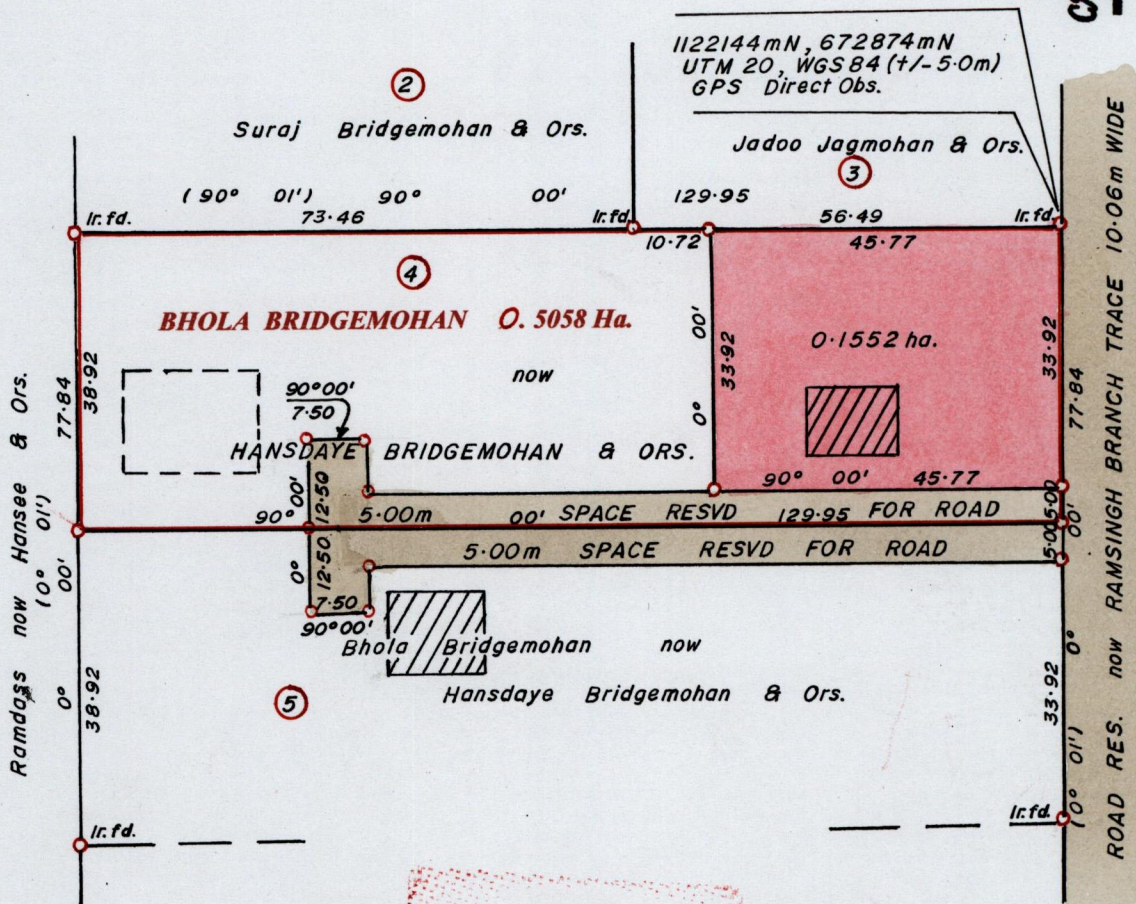 1122144mN, 672874mN
UTM 20, WGS84 (+/-5.0m)
GPS Direct Obs.
2
Suraj Bridgemohan & Ors.
Jadoo Jagmohan & Ors.
3
(90° 01') 90° 00' 129.95
Ir.fd. 73.46 Ir.fd. 56.49 Ir.fd.
10.72 45.77
4
BHOLA BRIDGEMOHAN 0. 5058 Ha.
now
HANSDAYE BRIDGEMOHAN & ORS.
90°00'
7.50
0.1552 ha.
0° 00'
33.92
33.92
77.84
38.92
77.84
90° 00' 45.77
00'
12.50
90° 00' 129.95
5.00m SPACE RESVD FOR ROAD
5.00
5.00
00'
5.00m SPACE RESVD FOR ROAD
0°
12.50
7.50
90°00'
Bhola Bridgemohan now
Hansdaye Bridgemohan & Ors.
5
0° 00'
(0° 01')
38.92
33.92
0°
(0° 01')
Ir.fd.
Ir.fd.
Ramdass now Hansee & Ors.
ROAD RES. now RAMSINGH BRANCH TRACE 10.06m WIDE